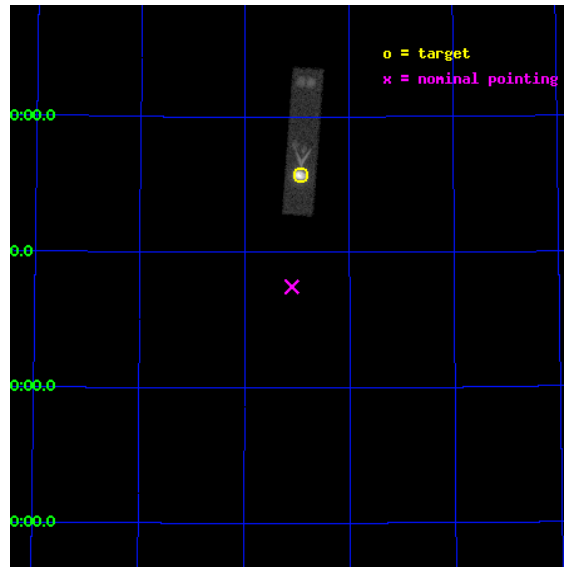 o = target
x = nominal pointing
0:00.0
0.0
0:00.0
0:00.0